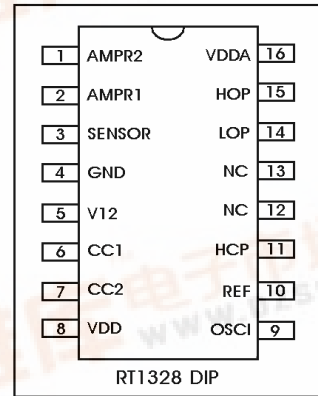 1 AMPR2 VDDA 16
2 AMPR1 HOP 15
3 SENSOR LOP 14
4 GND NC 13
5 V12 NC 12
6 CC1 HCP 11
7 CC2 REF 10
8 VDD OSCI 9
RT1328 DIP